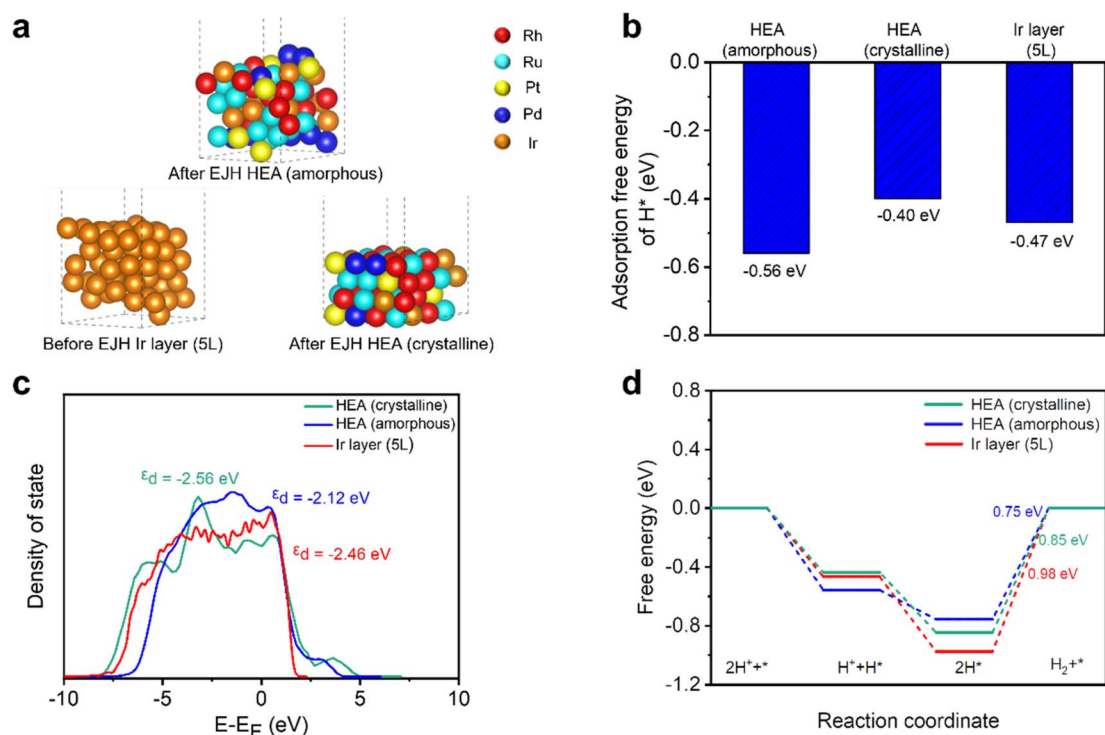 a
Rh
Ru
Pt
Pd
Ir
After EJH HEA (amorphous)
Before EJH Ir layer (5L)
After EJH HEA (crystalline)
b
HEA
(amorphous)
HEA
(crystalline)
Ir layer
(5L)
0.0
-0.2
-0.4
-0.6
-0.8
Adsorption free energy
of H* (eV)
-0.56 eV
-0.40 eV
-0.47 eV
c
HEA (crystalline)
HEA (amorphous)
Ir layer (5L)
εd = -2.56 eV
εd = -2.12 eV
εd = -2.46 eV
Density of state
-10
-5
0
5
10
E-EF (eV)
d
HEA (crystalline)
HEA (amorphous)
Ir layer (5L)
0.8
0.4
0.0
-0.4
-0.8
-1.2
Free energy (eV)
0.75 eV
0.85 eV
0.98 eV
2H⁺+*
H⁺+H*
2H*
H₂+*
Reaction coordinate